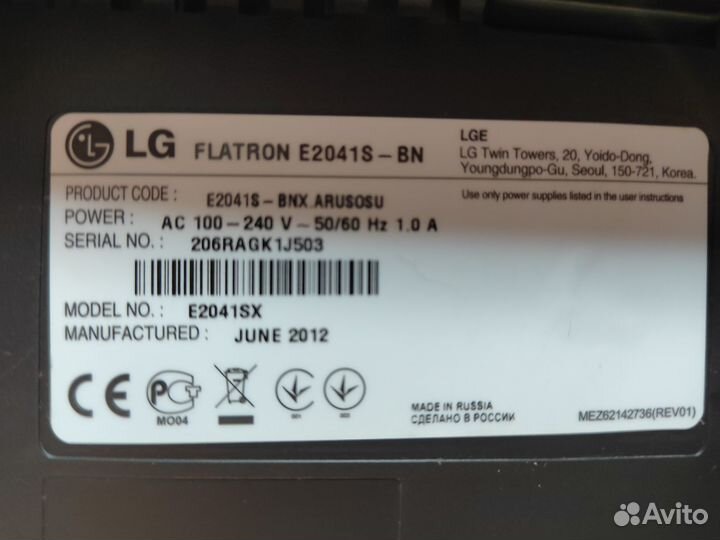 LG FLATRON E2041S-BN
LGE
LG Twin Towers, 20, Yoido-Dong,
Youngdungpo-Gu, Seoul, 150-721, Korea.
PRODUCT CODE : E2041S-BNX.ARUSOSU
Use only power supplies listed in the user instructions.
POWER : AC 100-240 V~50/60 Hz 1.0 A
SERIAL NO. : 206RAGK1J503
MODEL NO. : E2041SX
MANUFACTURED : JUNE 2012
CE
МО04
001
003
MADE IN RUSSIA
СДЕЛАНО В РОССИИ
MEZ62142736(REV01)
Avito